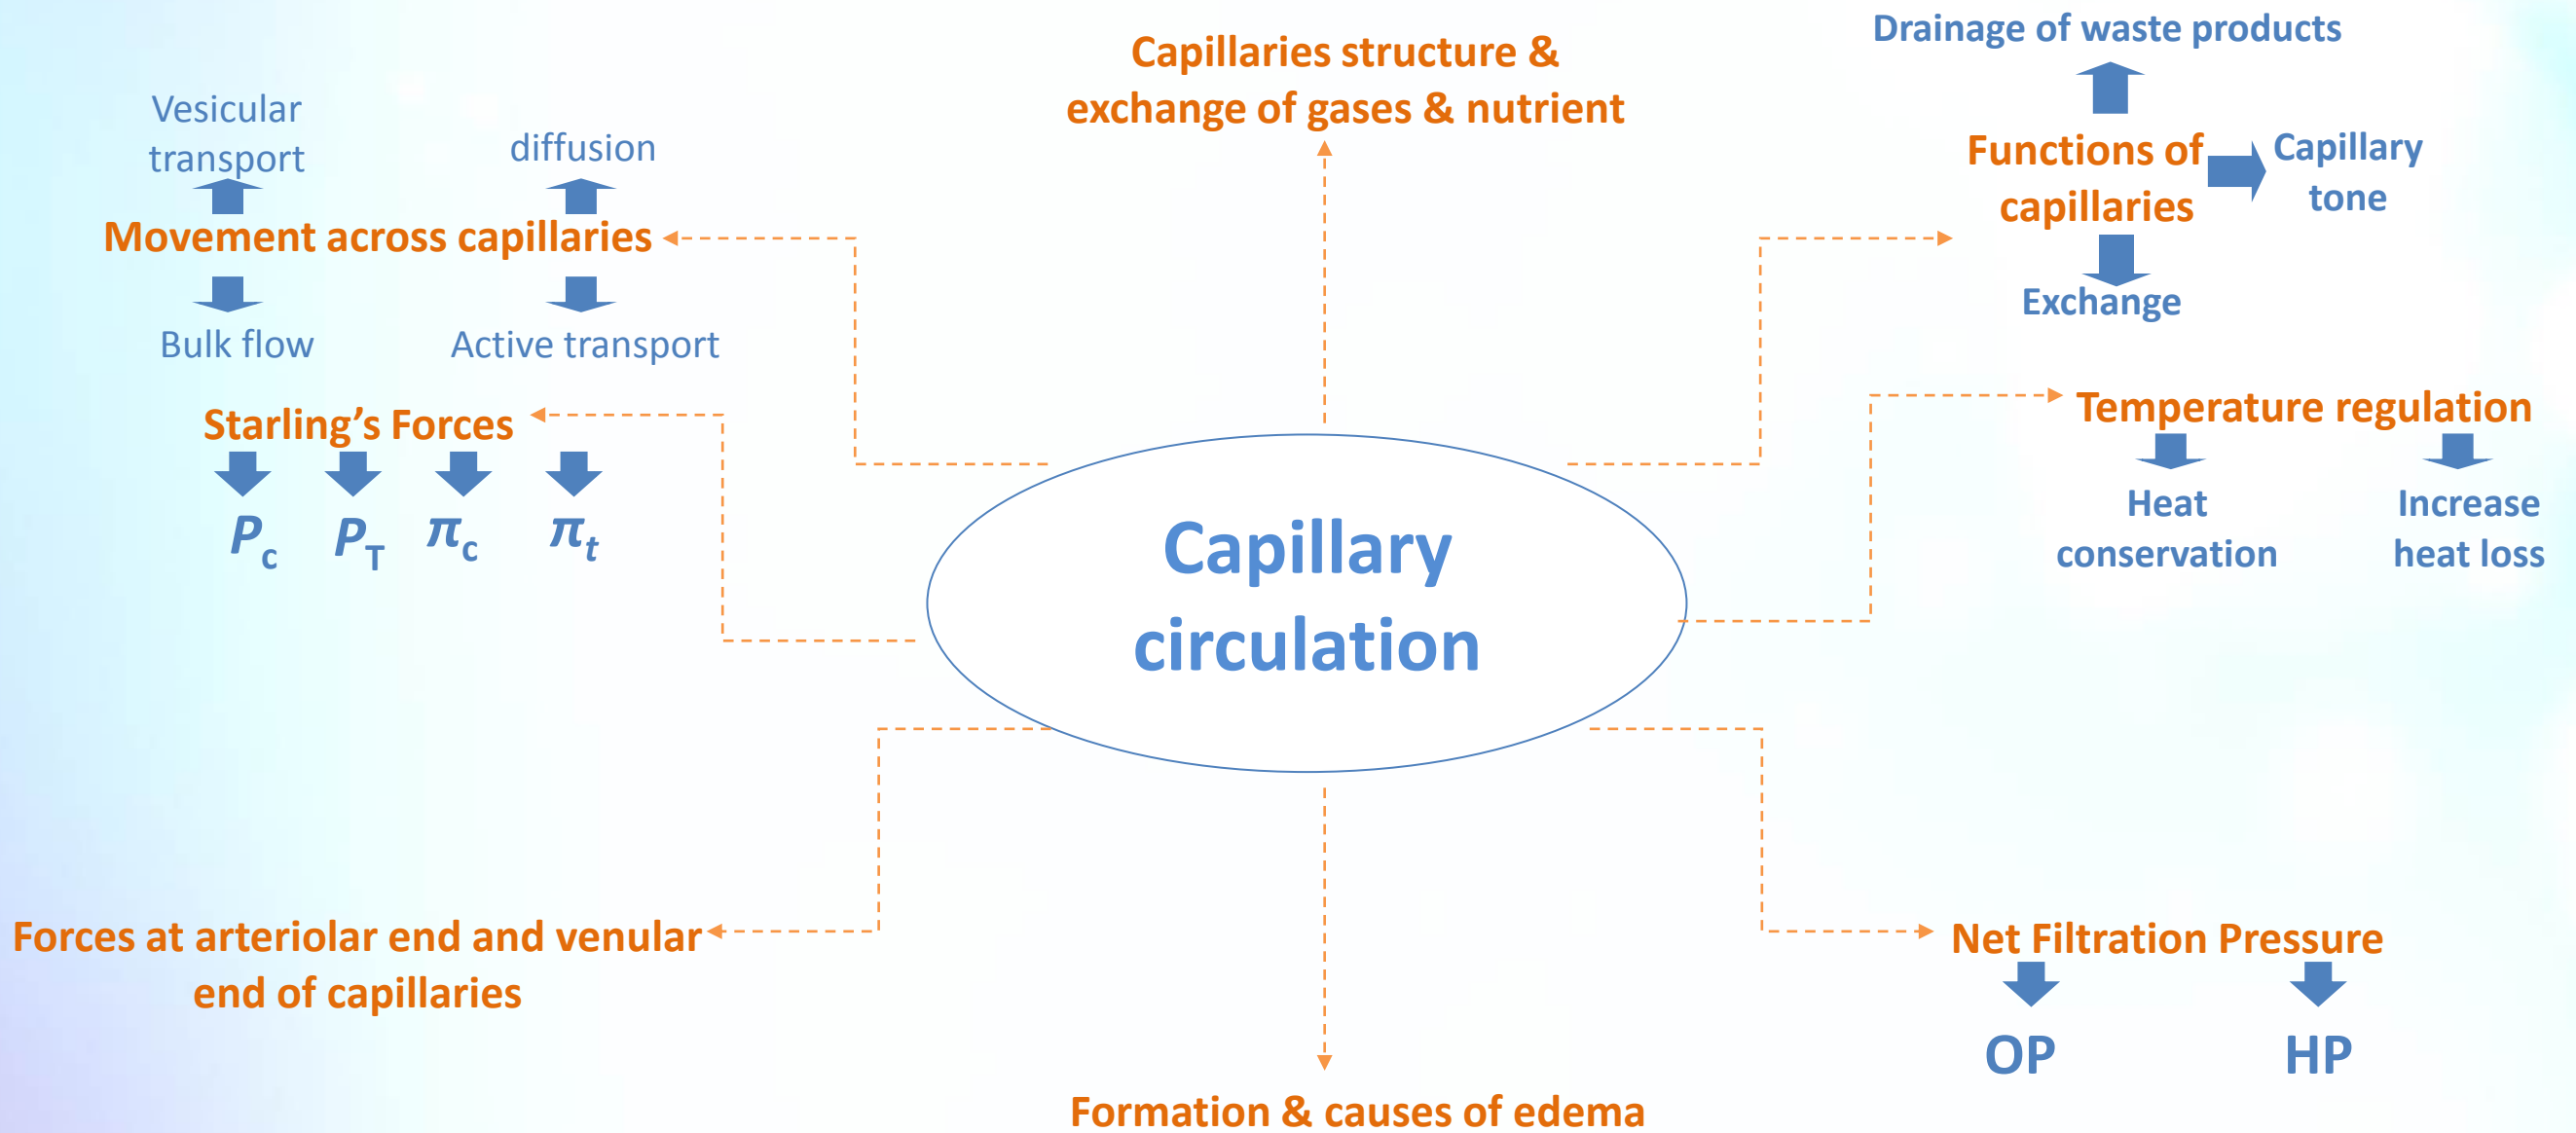 Capillaries structure &
exchange of gases & nutrient
Drainage of waste products
Functions of
capillaries
Capillary
tone
Exchange
Vesicular
transport
diffusion
Movement across capillaries
Bulk flow
Active transport
Starling’s Forces
Pc PT πc πt
Temperature regulation
Heat
conservation
Increase
heat loss
Capillary
circulation
Forces at arteriolar end and venular
end of capillaries
Net Filtration Pressure
OP HP
Formation & causes of edema